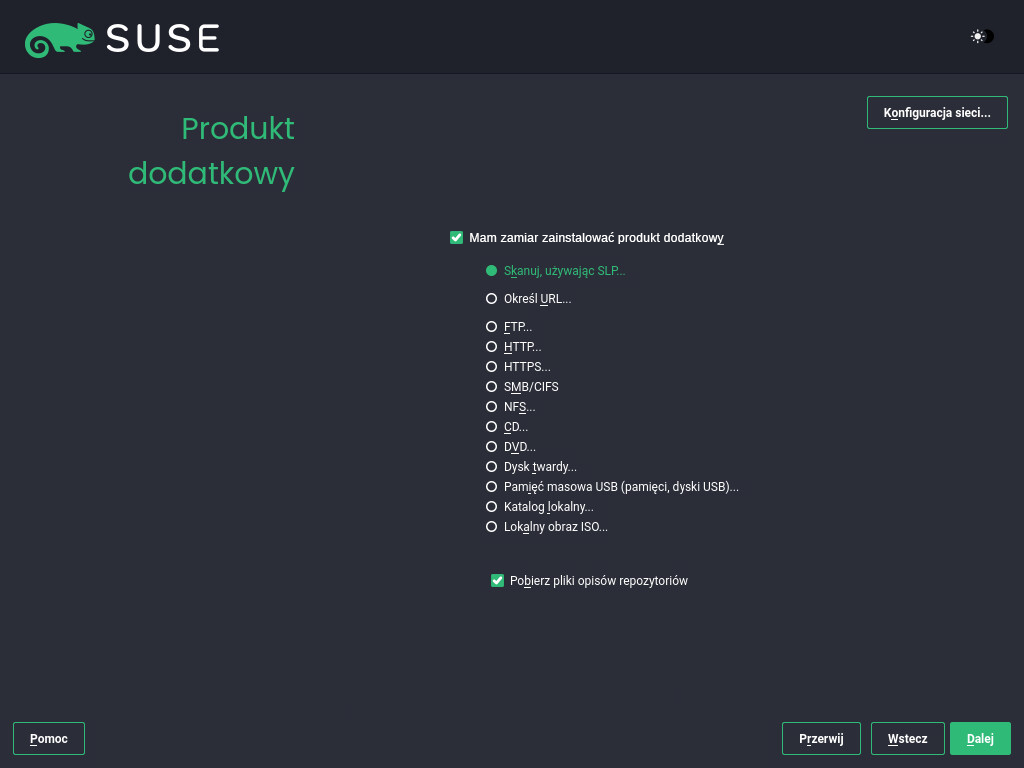 SUSE
Konfiguracja sieci...
Produkt
dodatkowy
Mam zamiar zainstalować produkt dodatkowy
Skanuj, używając SLP...
Określ URL...
FTP...
HTTP...
HTTPS...
SMB/CIFS
NFS...
CD...
DVD...
Dysk twardy...
Pamięć masowa USB (pamięci, dyski USB)...
Katalog lokalny...
Lokalny obraz ISO...
Pobierz pliki opisów repozytoriów
Pomoc
Przerwij
Wstecz
Dalej